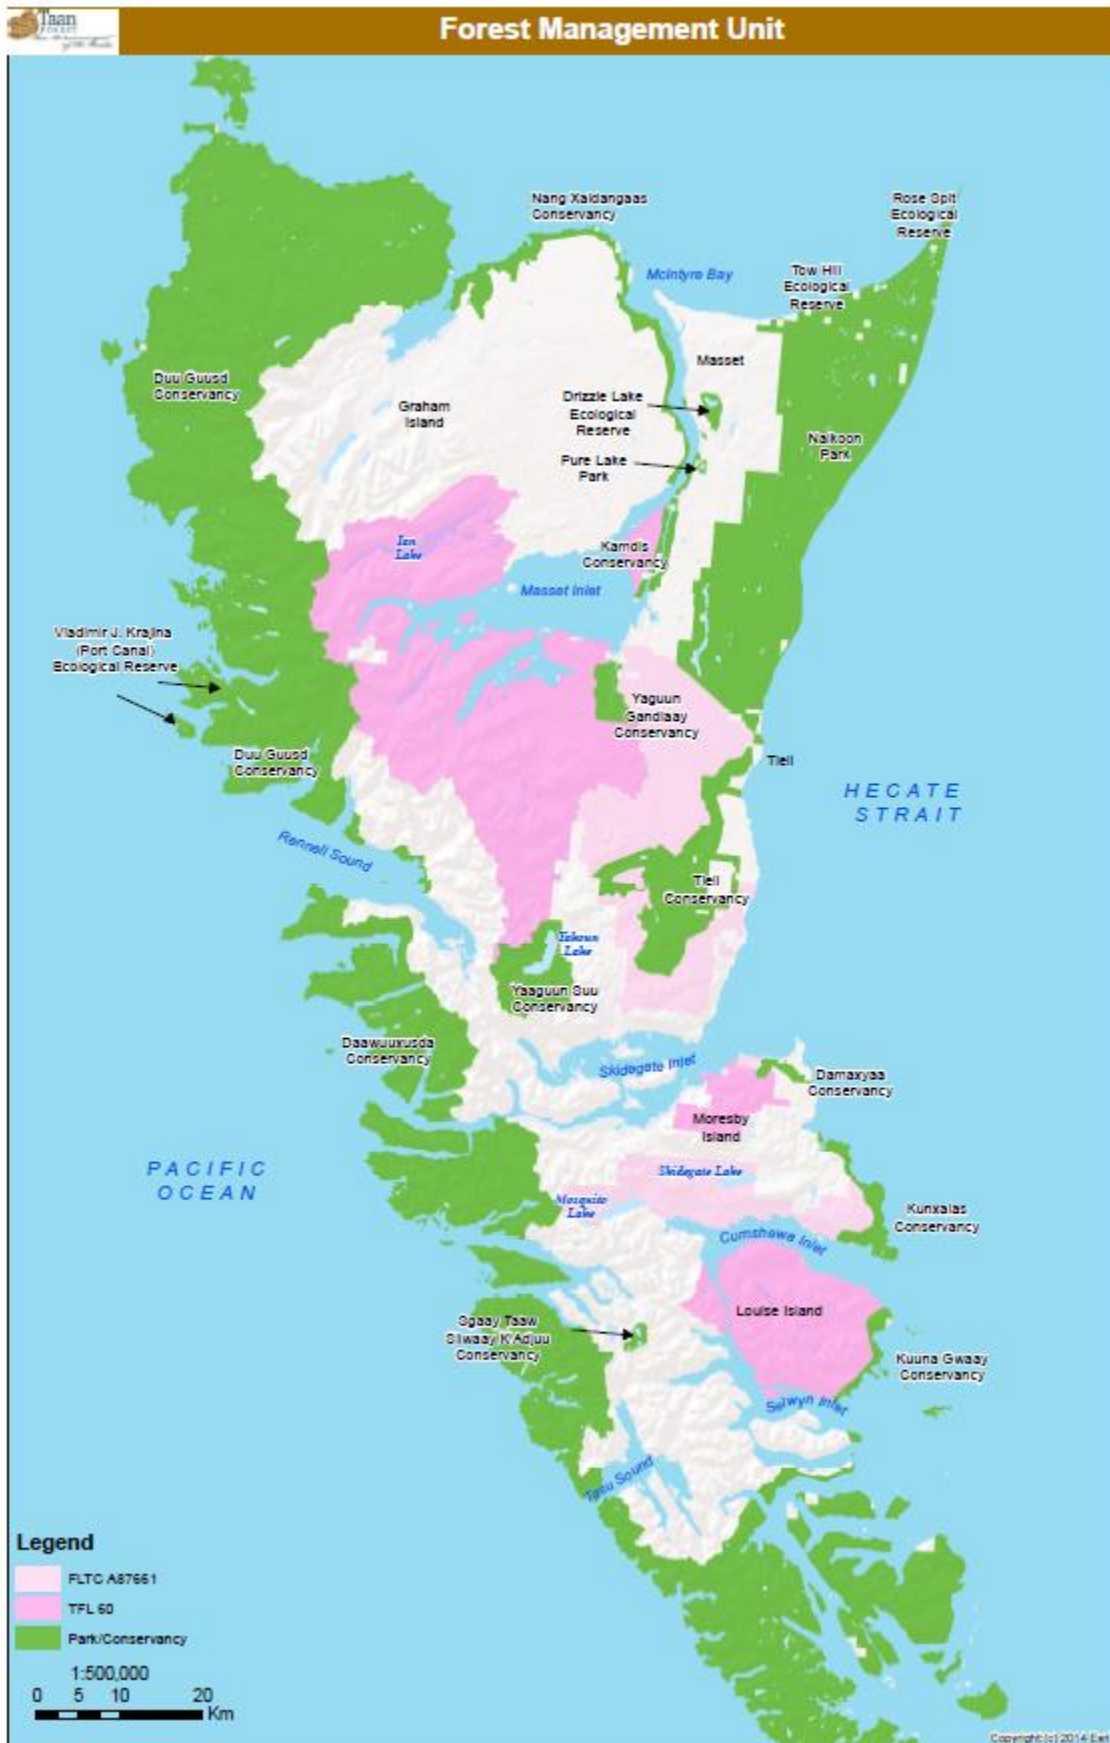 Taan
FOREST
Forest Management Unit
Nang Xaldangaas
Conservancy
Rose Spit
Ecological
Reserve
McIntyre Bay
Tow Hill
Ecological
Reserve
Masset
Duu Guusd
Conservancy
Graham
Island
Drizzle Lake
Ecological
Reserve
Naikoon
Park
Pure Lake
Park
Ian
Lake
Kamdis
Conservancy
Masset Inlet
Vladimir J. Krajina
(Port Canal)
Ecological Reserve
Yaguun
Gandlaay
Conservancy
Duu Guusd
Conservancy
Tlell
HECATE
STRAIT
Rennell Sound
Tlell
Conservancy
Yakoun
Lake
Yaaguun Suu
Conservancy
Daawuuxusda
Conservancy
Skidegate Inlet
Damaxyaa
Conservancy
Moresby
Island
PACIFIC
OCEAN
Skidegate Lake
Mosquito
Lake
Kunxalas
Conservancy
Cumshewa Inlet
Louise Island
Sgaay Taaw
Siiwaay K'Adjuu
Conservancy
Kuuna Gwaay
Conservancy
Selwyn Inlet
Tasu Sound
Legend
FLTC A87661
TFL 60
Park/Conservancy
1:500,000
0 5 10 20
Km
Copyright:(c) 2014 Esri